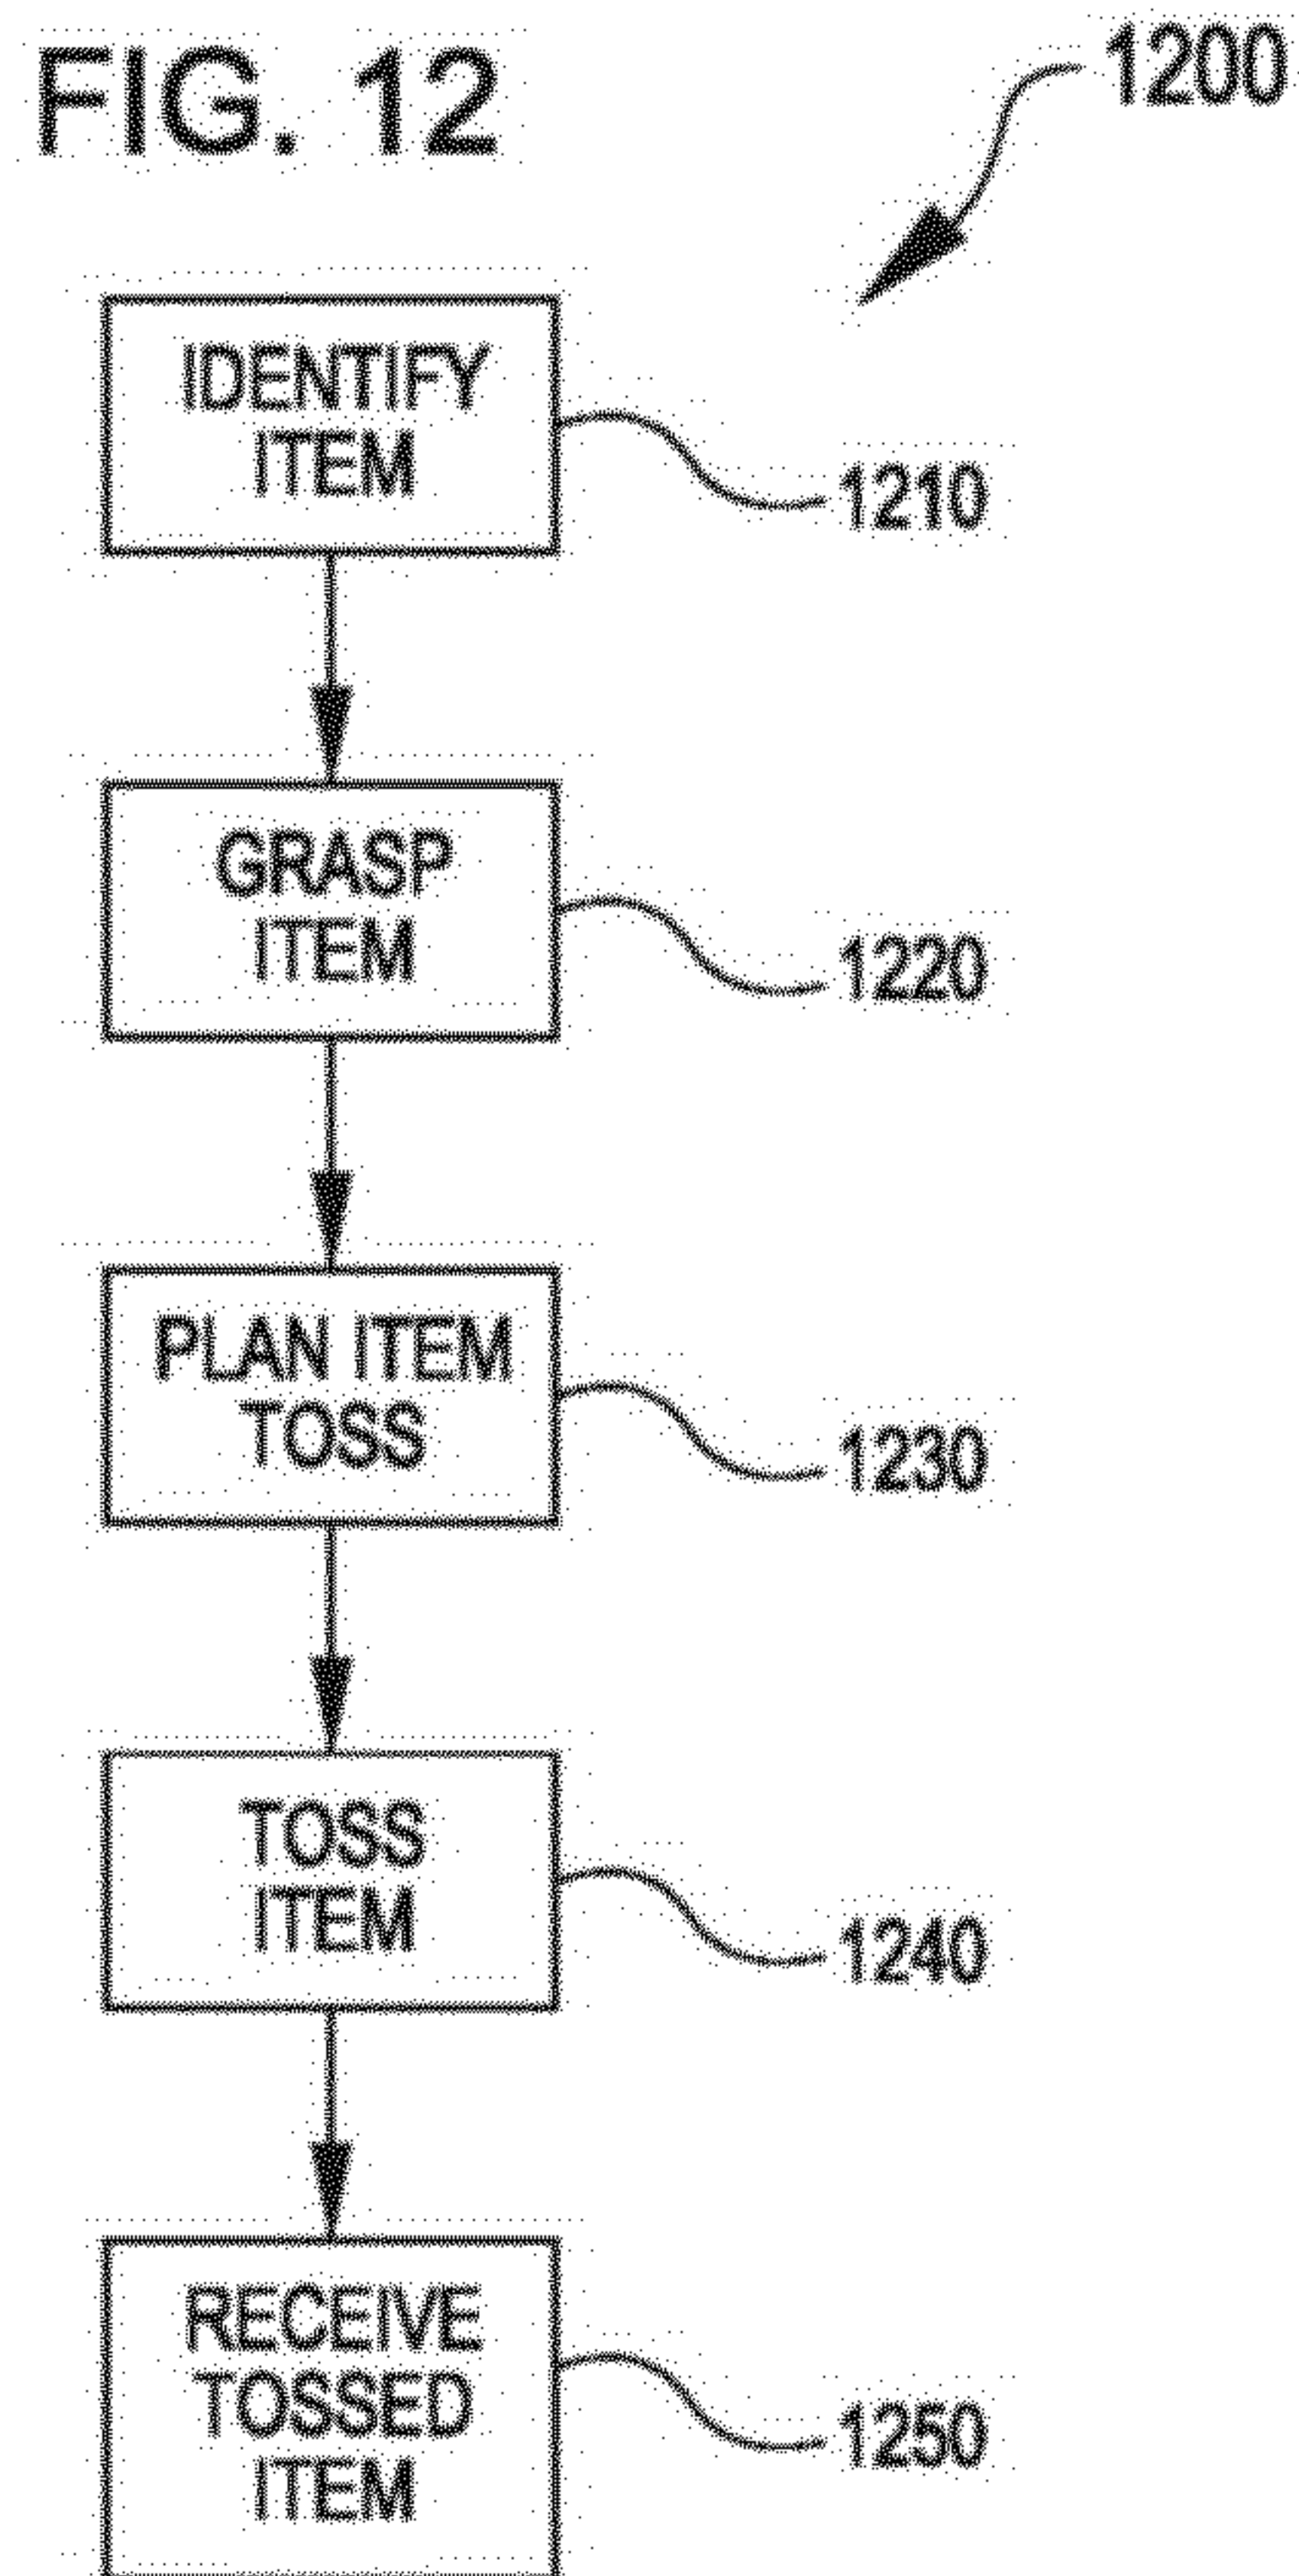 FIG. 12
1200
IDENTIFY
ITEM
1210
GRASP
ITEM
1220
PLAN ITEM
TOSS
1230
TOSS
ITEM
1240
RECEIVE
TOSSED
ITEM
1250